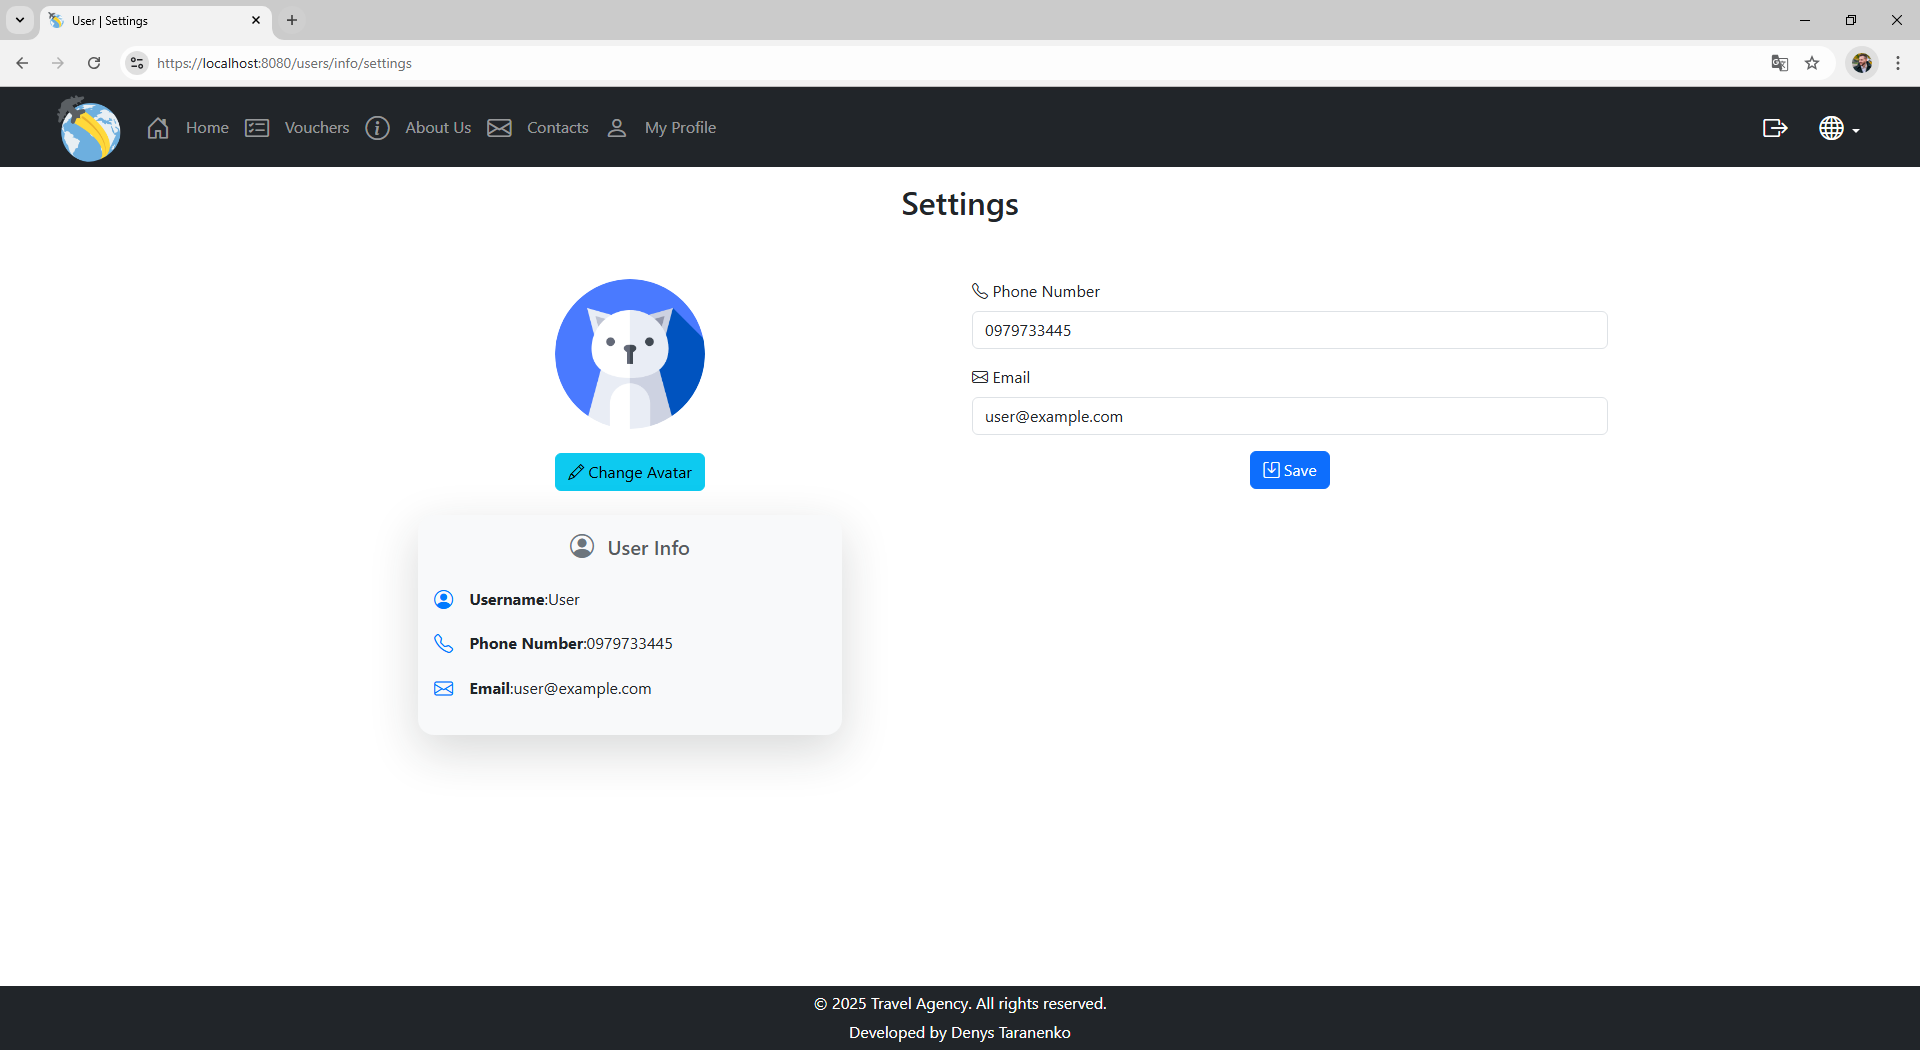 User | Settings
https://localhost:8080/users/info/settings
Home
Vouchers
About Us
Contacts
My Profile
Settings
Phone Number
0979733445
Email
user@example.com
Save
Change Avatar
User Info
Username:User
Phone Number:0979733445
Email:user@example.com
© 2025 Travel Agency. All rights reserved.
Developed by Denys Taranenko